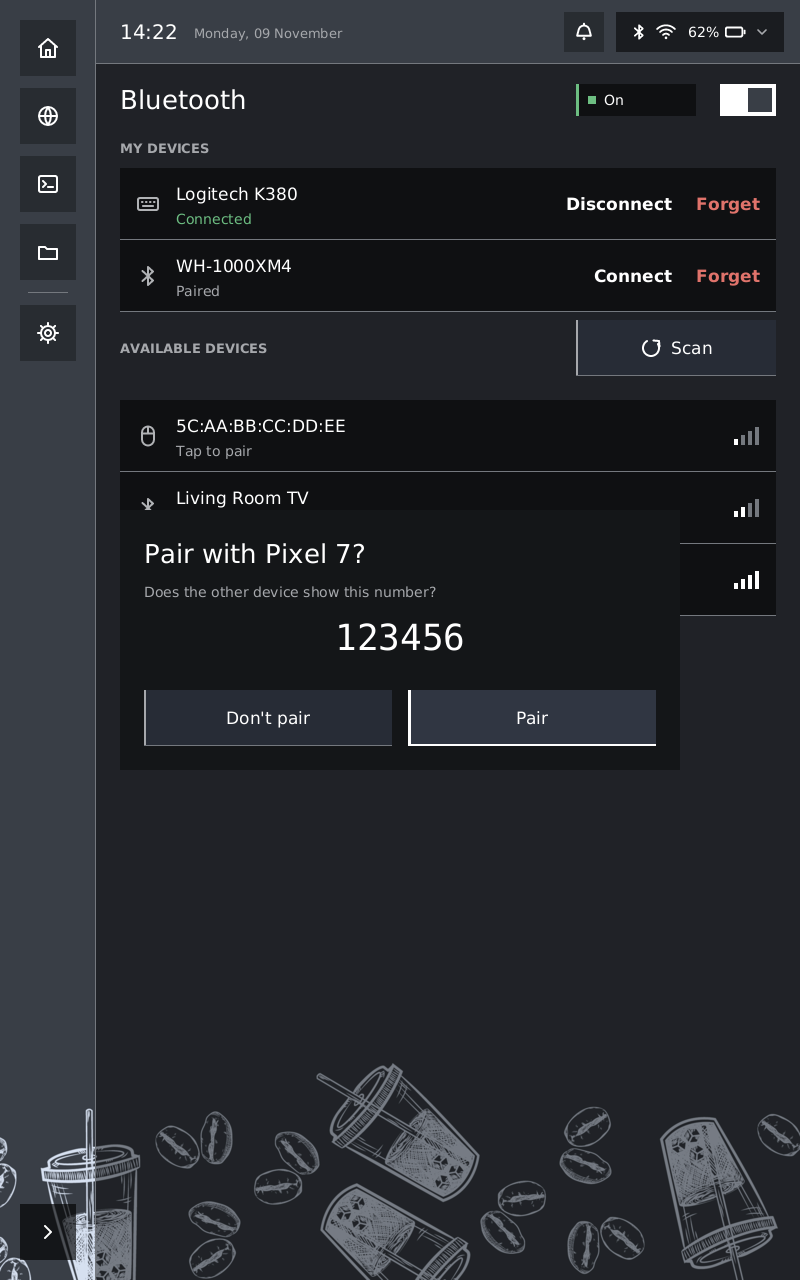 14:22 Monday, 09 November 62%
Bluetooth On
MY DEVICES
Logitech K380
Connected
Disconnect Forget
WH-1000XM4
Paired
Connect Forget
AVAILABLE DEVICES Scan
5C:AA:BB:CC:DD:EE
Tap to pair
Living Room TV
Pair with Pixel 7?
Does the other device show this number?
123456
Don't pair Pair